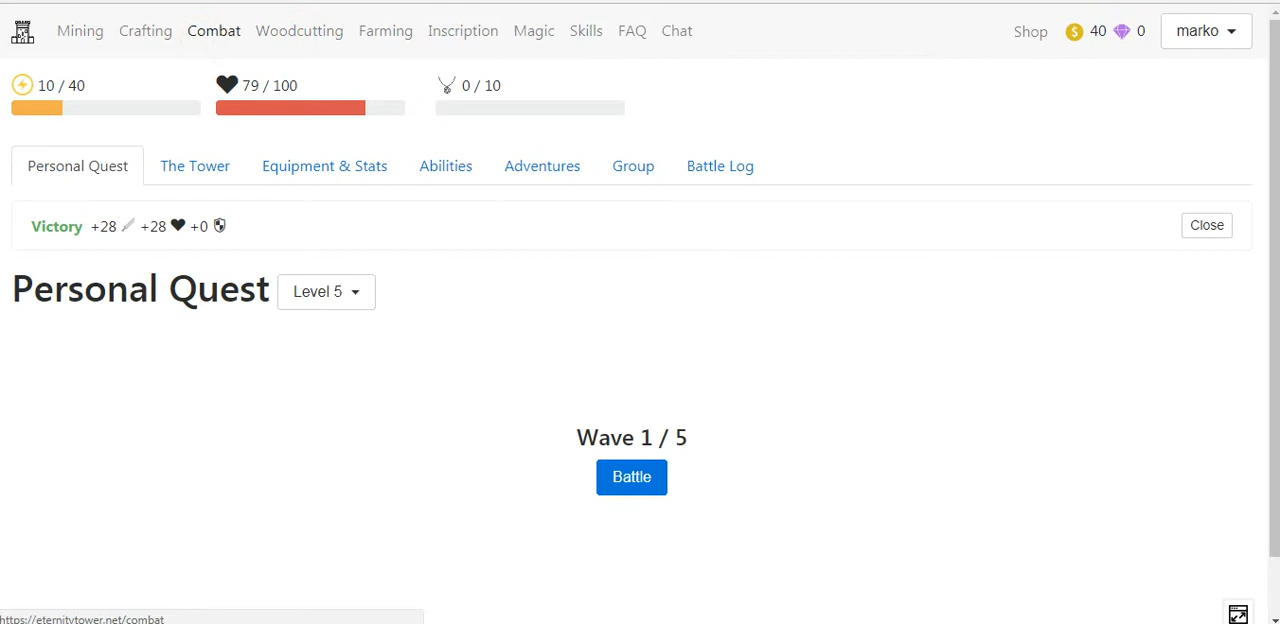 Mining Crafting Combat Woodcutting Farming Inscription Magic Skills FAQ Chat Shop 40 0 marko
10 / 40 79 / 100 0 / 10
Personal Quest The Tower Equipment & Stats Abilities Adventures Group Battle Log
Victory +28 +28 +0 Close
Personal Quest Level 5
Wave 1 / 5
Battle
https://eternitytower.net/combat